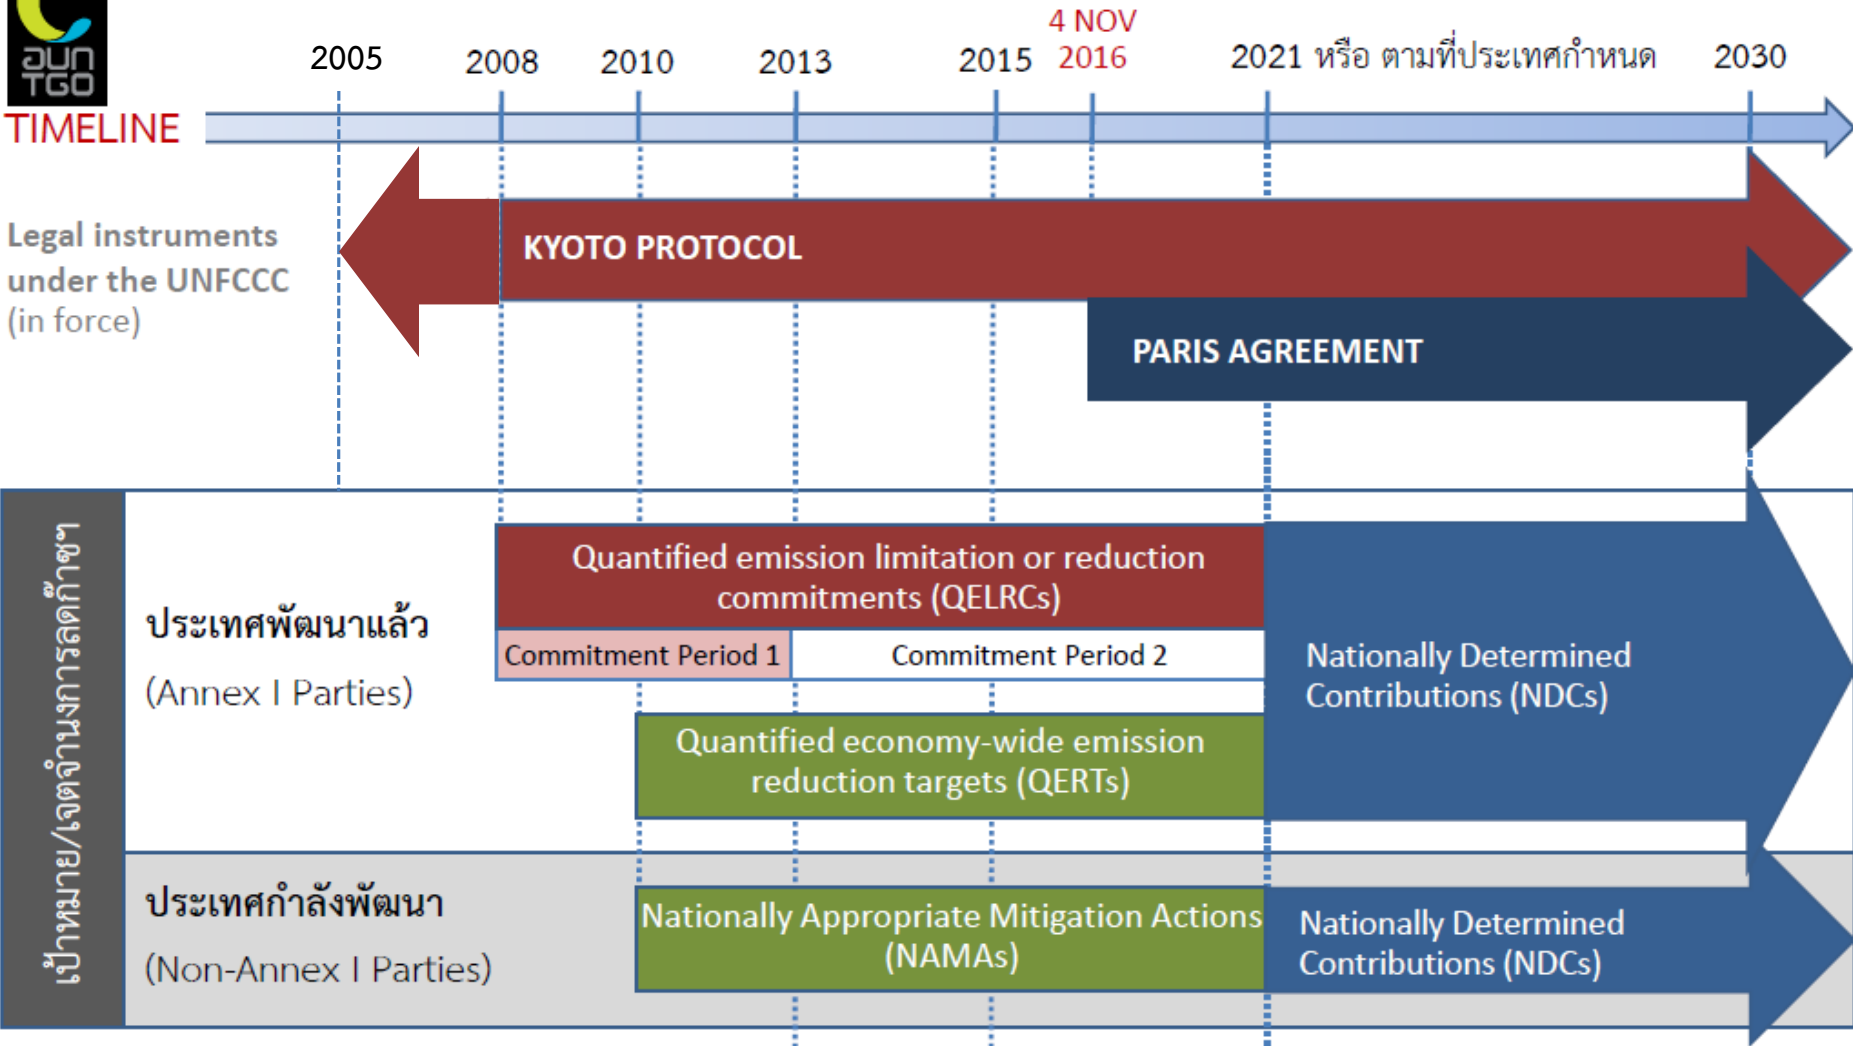 อบก
TGO
2005
2008
2010
2013
2015
4 NOV
2016
2021 หรือ ตามที่ประเทศกำหนด
2030
TIMELINE
Legal instruments
under the UNFCCC
(in force)
KYOTO PROTOCOL
PARIS AGREEMENT
เป้าหมาย/เจตจำนงการลดก๊าซฯ
ประเทศพัฒนาแล้ว
(Annex I Parties)
Quantified emission limitation or reduction
commitments (QELRCs)
Commitment Period 1
Commitment Period 2
Quantified economy-wide emission
reduction targets (QERTs)
Nationally Determined
Contributions (NDCs)
ประเทศกำลังพัฒนา
(Non-Annex I Parties)
Nationally Appropriate Mitigation Actions
(NAMAs)
Nationally Determined
Contributions (NDCs)